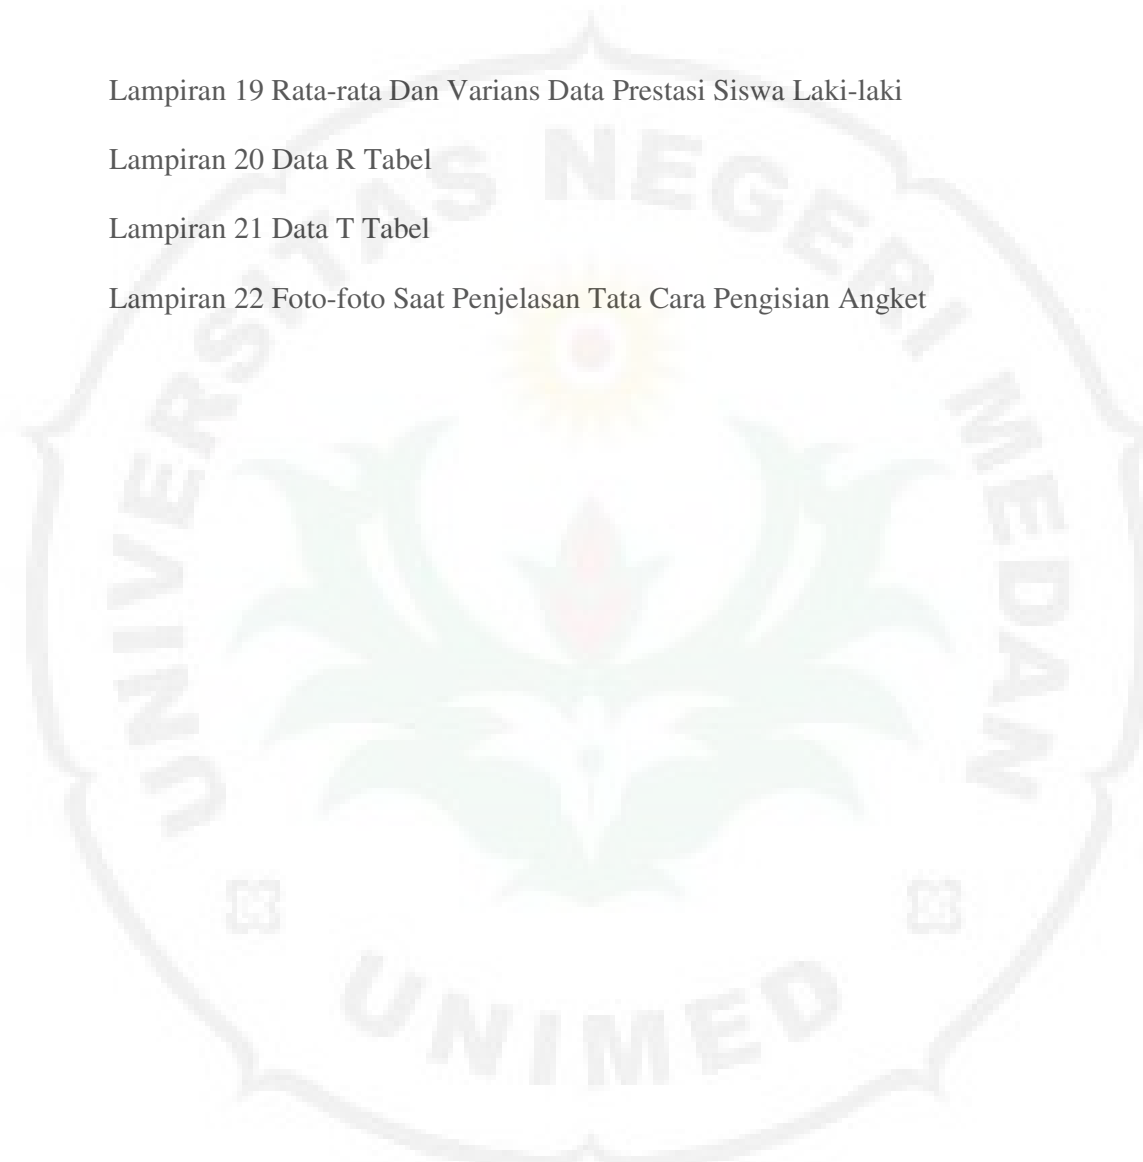 Lampiran 19 Rata-rata Dan Varians Data Prestasi Siswa Laki-laki
Lampiran 20 Data R Tabel
Lampiran 21 Data T Tabel
Lampiran 22 Foto-foto Saat Penjelasan Tata Cara Pengisian Angket
UNIVERSITAS NEGERI MEDAN
UNIMED